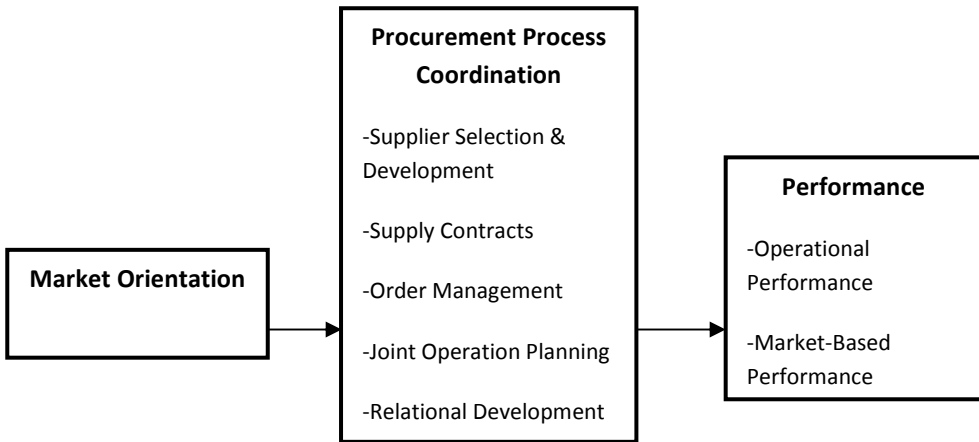 Market Orientation
Procurement Process
Coordination
-Supplier Selection &
Development
-Supply Contracts
-Order Management
-Joint Operation Planning
-Relational Development
Performance
-Operational
Performance
-Market-Based
Performance